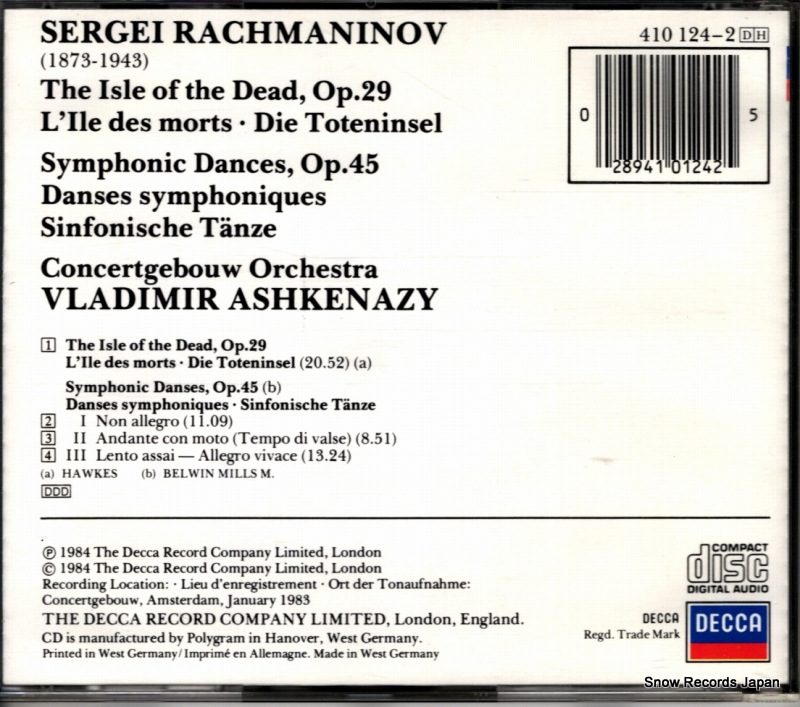 SERGEI RACHMANINOV
(1873-1943)
410 124-2 DH
The Isle of the Dead, Op.29
L'Ile des morts · Die Toteninsel
0 28941 01242 5
Symphonic Dances, Op.45
Danses symphoniques
Sinfonische Tänze
Concertgebouw Orchestra
VLADIMIR ASHKENAZY
1 The Isle of the Dead, Op.29
L'Ile des morts · Die Toteninsel (20.52) (a)
Symphonic Danses, Op.45 (b)
Danses symphoniques · Sinfonische Tänze
2 I Non allegro (11.09)
3 II Andante con moto (Tempo di valse) (8.51)
4 III Lento assai — Allegro vivace (13.24)
(a) HAWKES (b) BELWIN MILLS M.
DDD
Ⓟ 1984 The Decca Record Company Limited, London
© 1984 The Decca Record Company Limited, London
Recording Location: · Lieu d'enregistrement · Ort der Tonaufnahme:
Concertgebouw, Amsterdam, January 1983
THE DECCA RECORD COMPANY LIMITED, London, England.
CD is manufactured by Polygram in Hanover, West Germany.
Printed in West Germany/Imprimé en Allemagne. Made in West Germany
COMPACT
disc
DIGITAL AUDIO
DECCA
Regd. Trade Mark
DECCA
Snow Records Japan